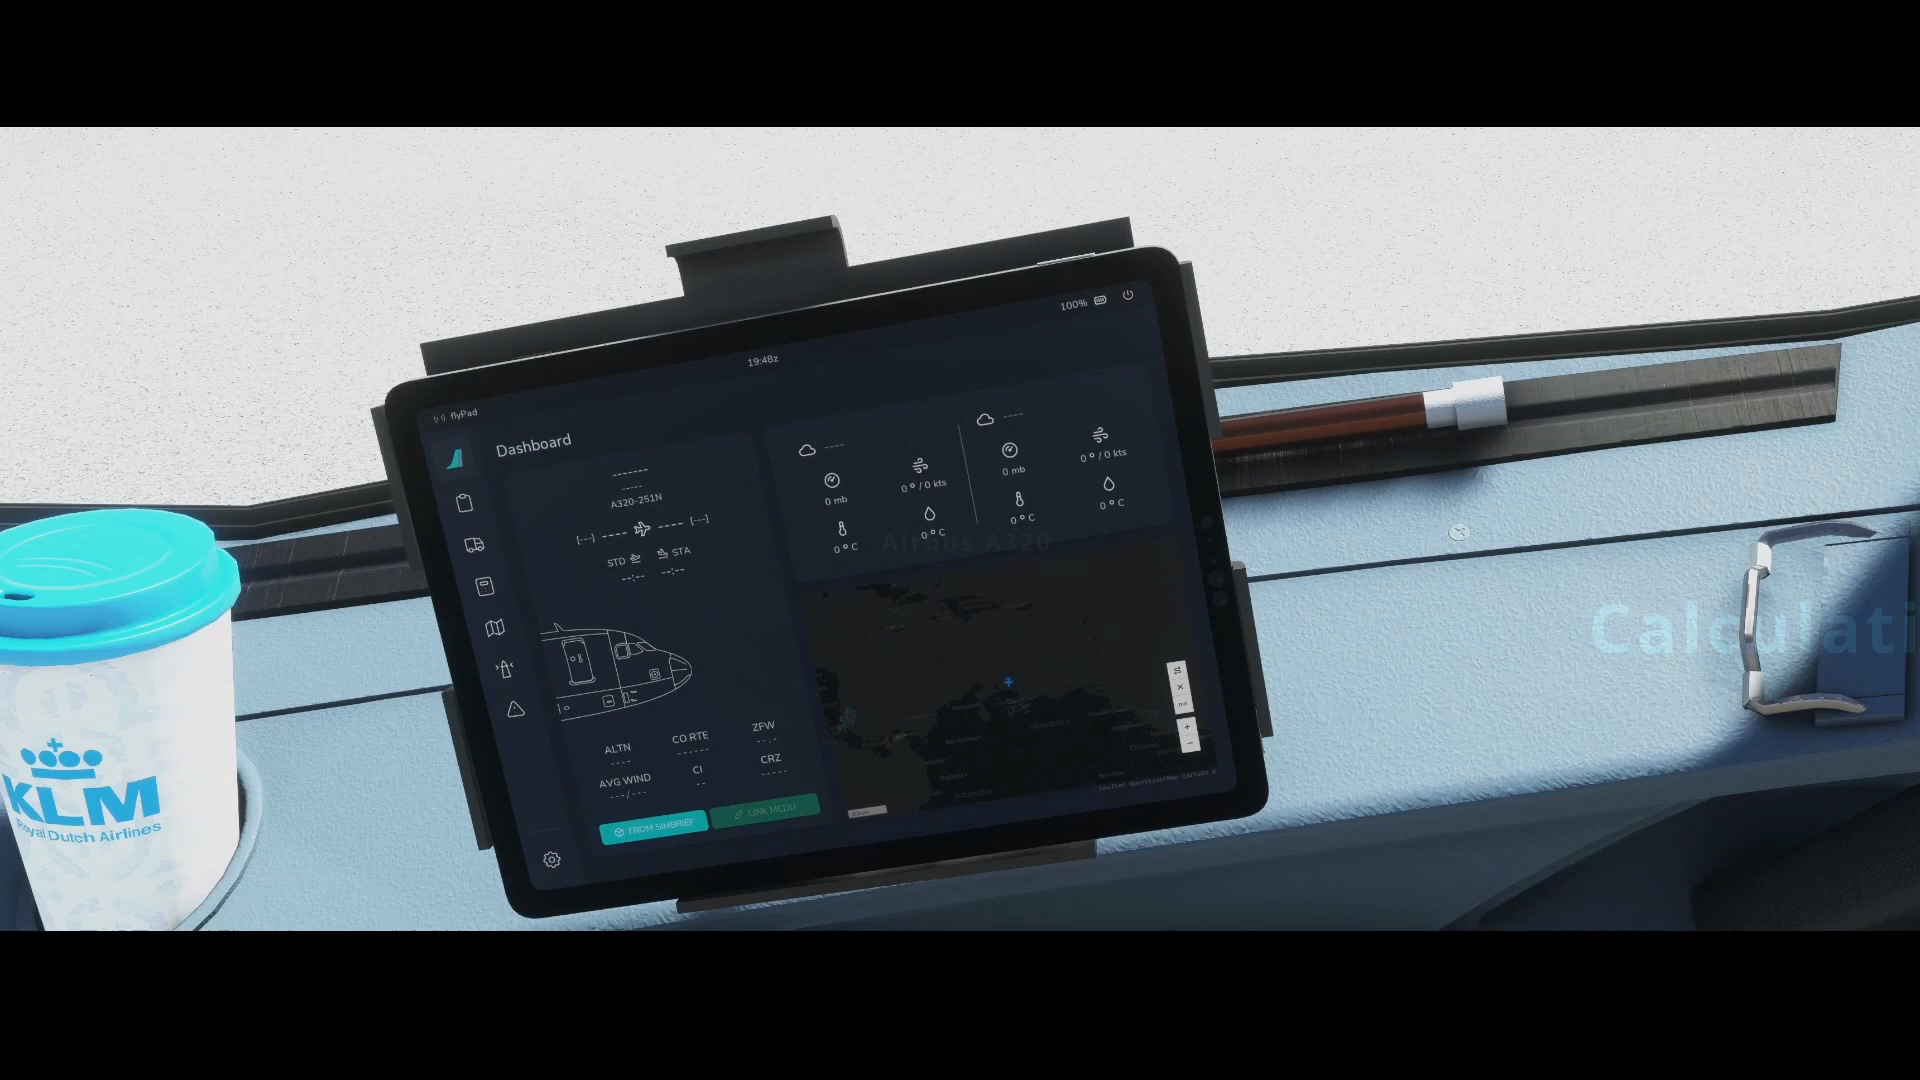 100%
19:48z
flyPad
Dashboard
-------
-----
A320-251N
[---] ---- ---- [---]
STD STA
--:-- --:--
ALTN CO RTE ZFW
---- ------ --.-
AVG WIND CI CRZ
---/--- -- -----
FROM SIMBRIEF LINK MCDU
---- ----
0 mb 0 º / 0 kts 0 mb 0 º / 0 kts
0 º C 0 º C 0 º C 0 º C
Airbus A320
Calculati
KLM
Royal Dutch Airlines